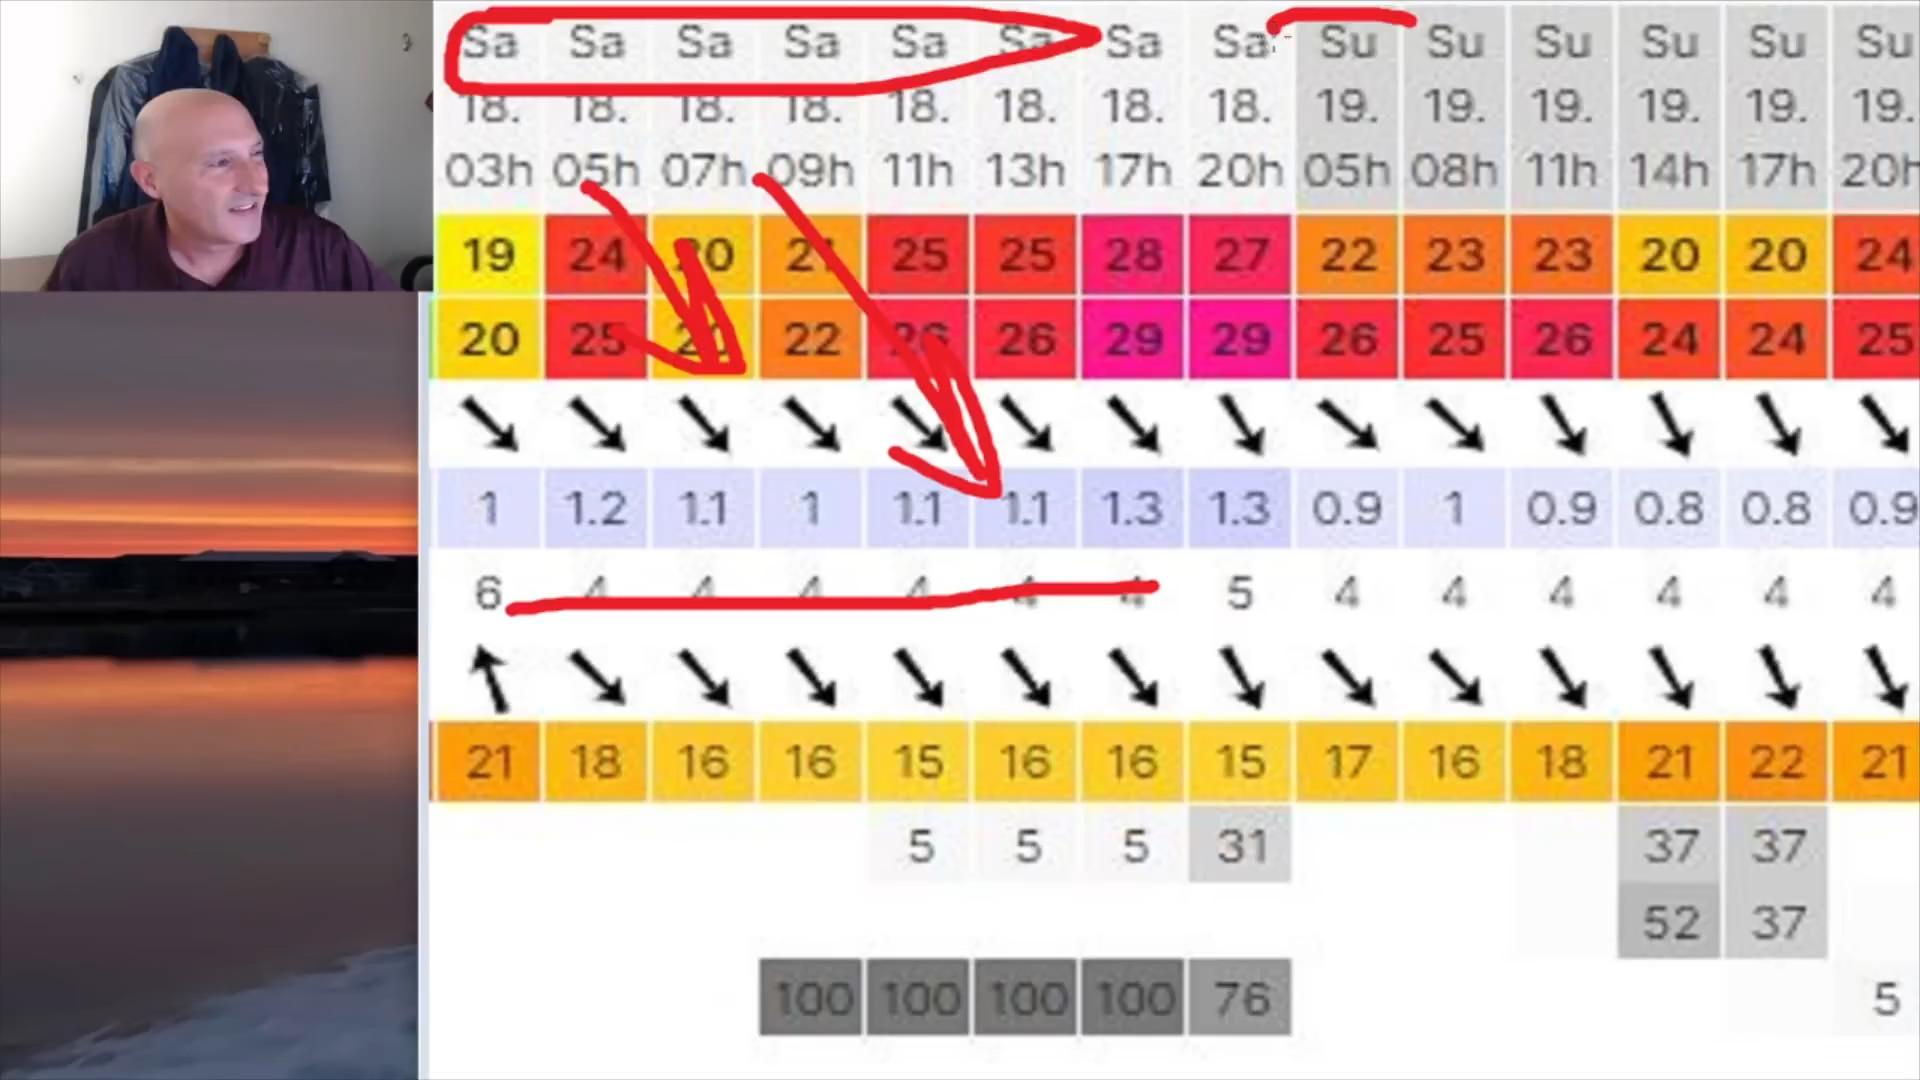 Sa Sa Sa Sa Sa Sa Sa Sa Su Su Su Su Su Su
18. 18. 18. 18. 18. 18. 18. 18. 19. 19. 19. 19. 19. 19.
03h 05h 07h 09h 11h 13h 17h 20h 05h 08h 11h 14h 17h 20h
19 24 20 21 25 25 28 27 22 23 23 20 20 24
20 25 20 22 26 26 29 29 26 25 26 24 24 25
1 1.2 1.1 1 1.1 1.1 1.3 1.3 0.9 1 0.9 0.8 0.8 0.9
6 4 4 4 4 4 4 5 4 4 4 4 4 4
21 18 16 16 15 16 16 15 17 16 18 21 22 21
5 5 5 31 37 37
52 37
100 100 100 100 76 5